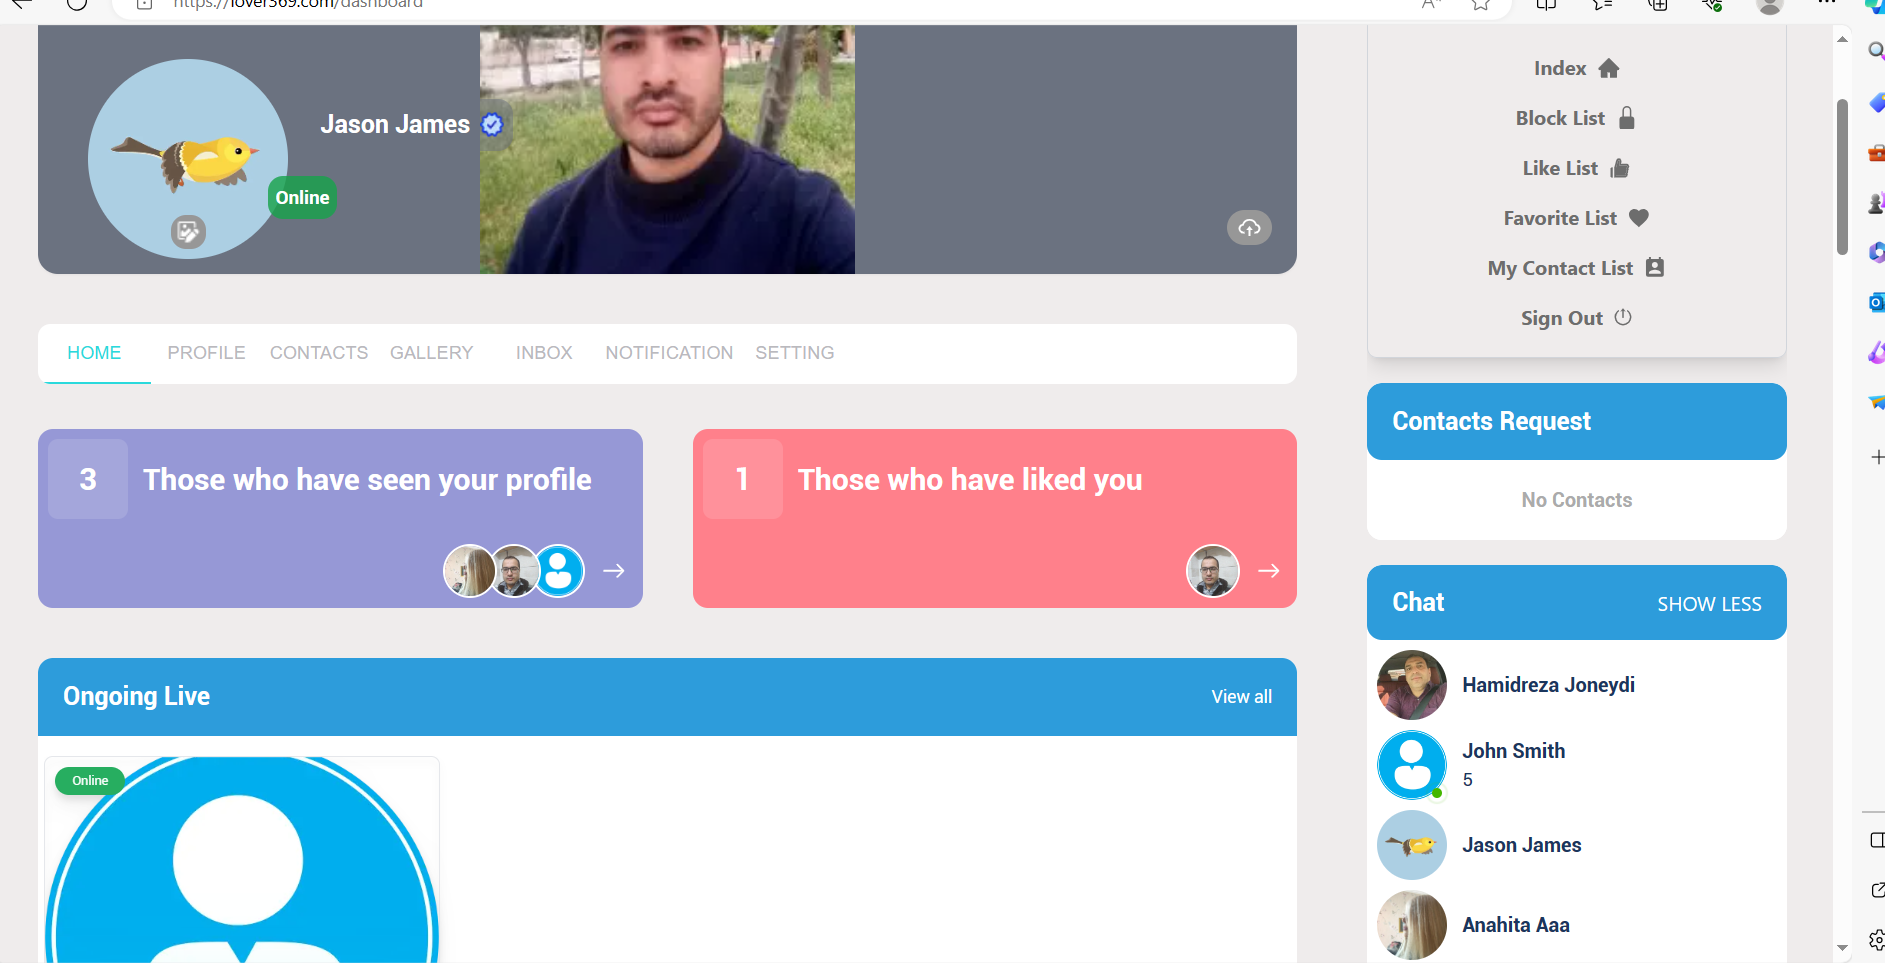 https://lover369.com/dashboard
Jason James
Online
HOME PROFILE CONTACTS GALLERY INBOX NOTIFICATION SETTING
3 Those who have seen your profile
1 Those who have liked you
Ongoing Live View all
Online
Index
Block List
Like List
Favorite List
My Contact List
Sign Out
Contacts Request
No Contacts
Chat SHOW LESS
Hamidreza Joneydi
John Smith
5
Jason James
Anahita Aaa